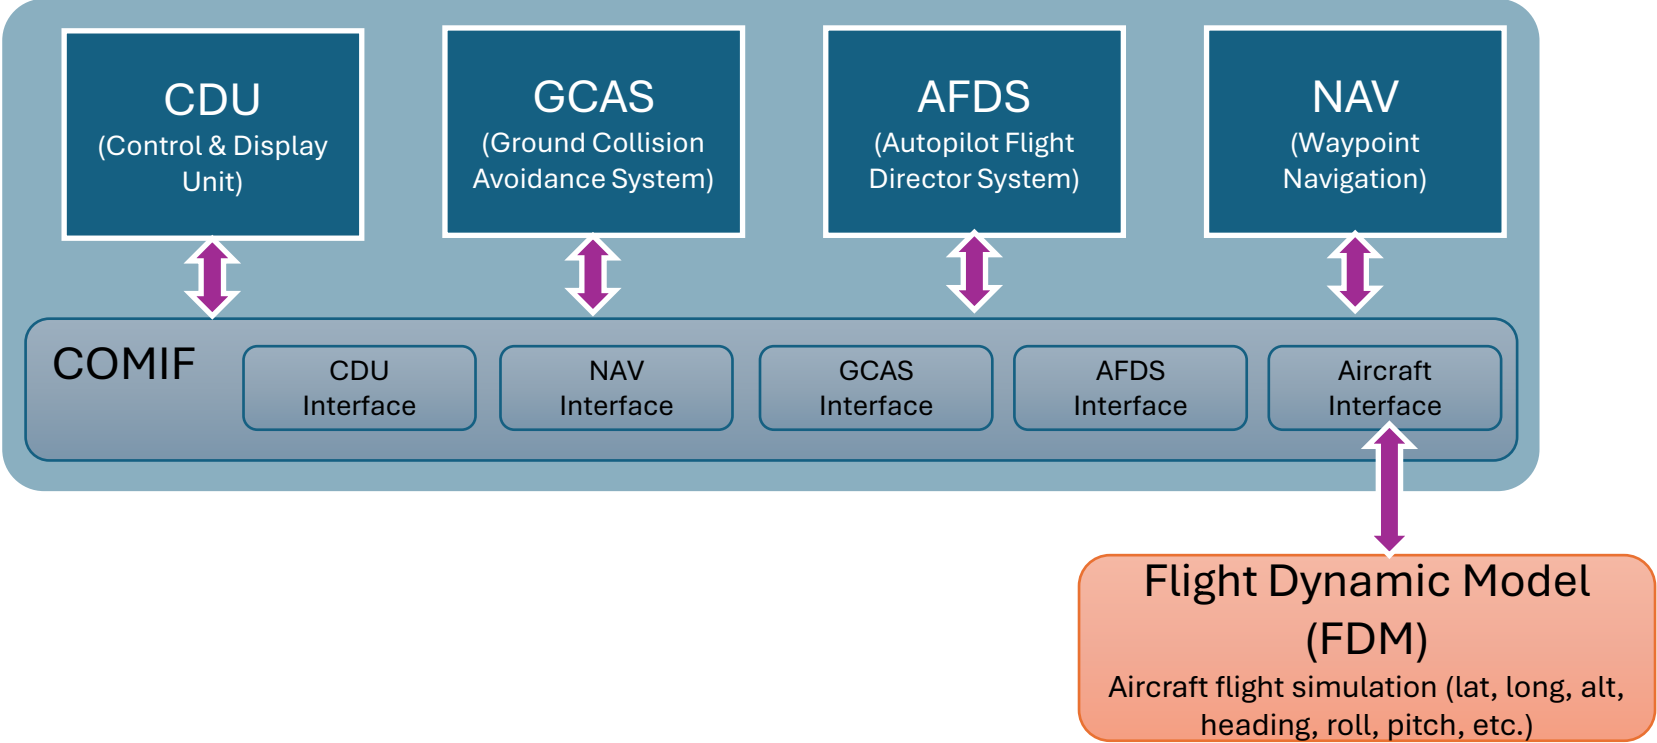 CDU
(Control & Display
Unit)
GCAS
(Ground Collision
Avoidance System)
AFDS
(Autopilot Flight
Director System)
NAV
(Waypoint
Navigation)
COMIF
CDU
Interface
NAV
Interface
GCAS
Interface
AFDS
Interface
Aircraft
Interface
Flight Dynamic Model
(FDM)
Aircraft flight simulation (lat, long, alt,
heading, roll, pitch, etc.)